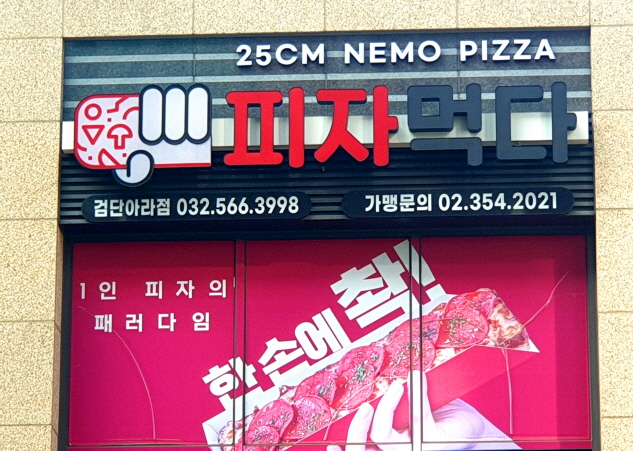 25CM NEMO PIZZA
피자먹다
검단아라점 032.566.3998
가맹문의 02.354.2021
1인 피자의
패러다임
한 손에 착!